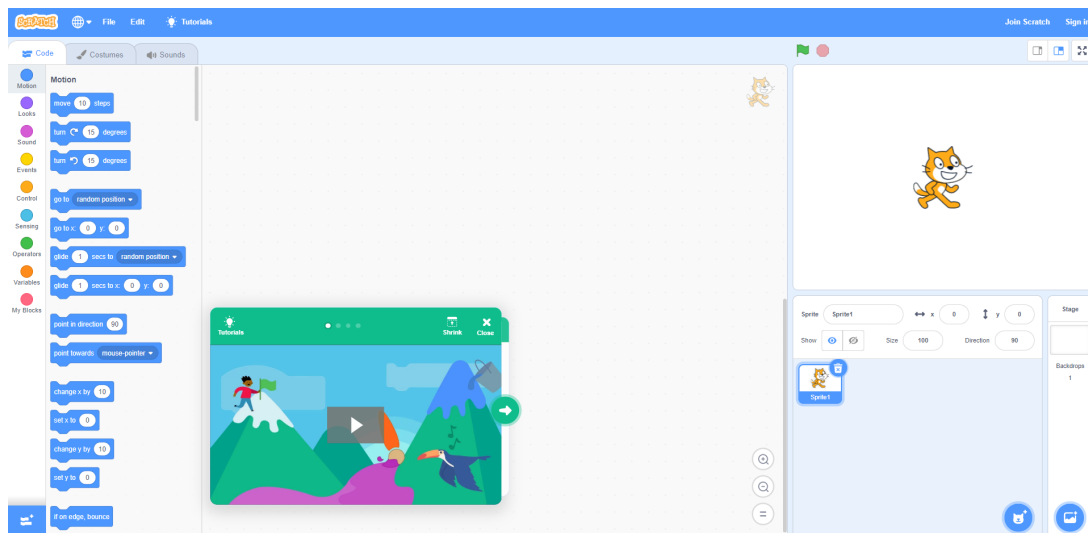 SCRATCH File Edit Tutorials Join Scratch Sign in
Code Costumes Sounds
Motion
Looks
Sound
Events
Control
Sensing
Operators
Variables
My Blocks
Motion
move 10 steps
turn 15 degrees
turn 15 degrees
go to random position
go to x: 0 y: 0
glide 1 secs to random position
glide 1 secs to x: 0 y: 0
point in direction 90
point towards mouse-pointer
change x by 10
set x to 0
change y by 10
set y to 0
if on edge, bounce
Tutorials Shrink Close
Sprite Sprite1 x 0 y 0
Show Size 100 Direction 90
Sprite1
Stage
Backdrops
1